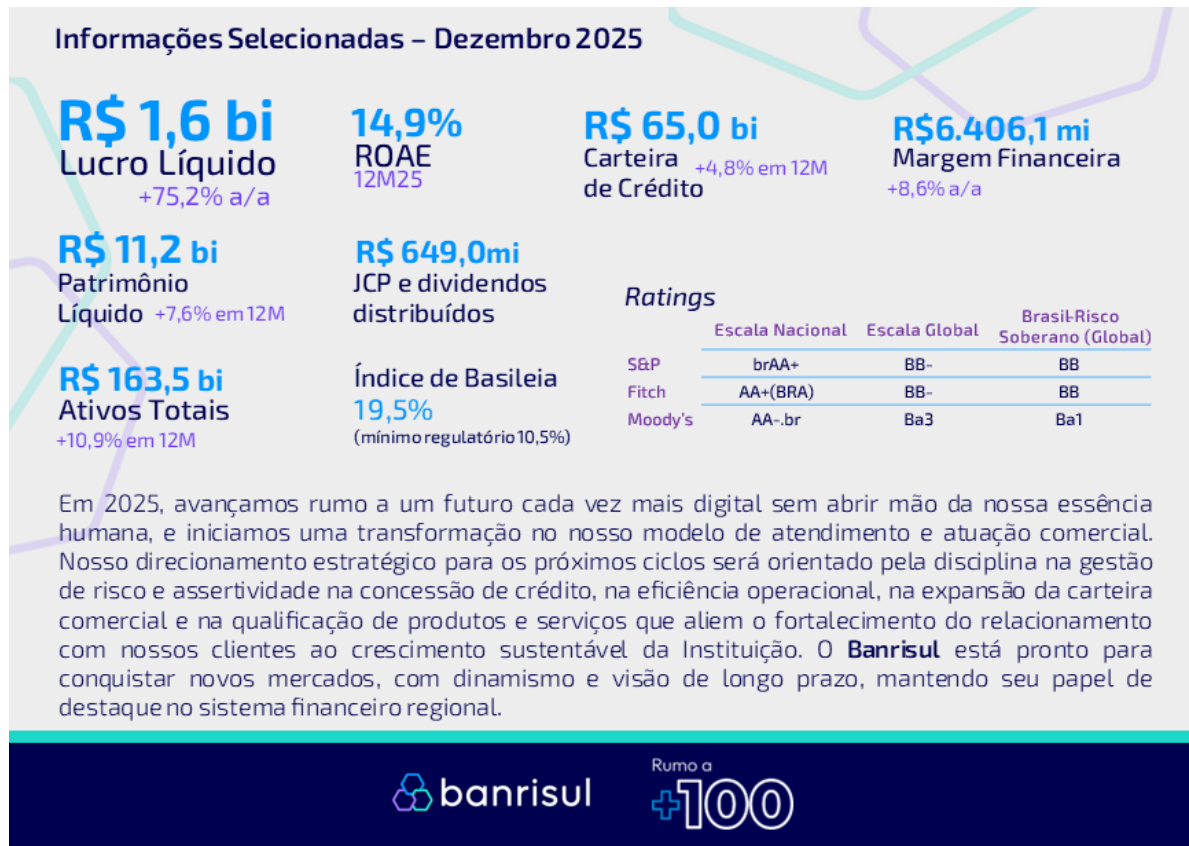 Informações Selecionadas – Dezembro 2025
R$ 1,6 bi
Lucro Líquido
+75,2% a/a
14,9%
ROAE
12M25
R$ 65,0 bi
Carteira
de Crédito
+4,8% em 12M
R$6.406,1 mi
Margem Financeira
+8,6% a/a
R$ 11,2 bi
Patrimônio
Líquido +7,6% em 12M
R$ 649,0mi
JCP e dividendos
distribuídos
R$ 163,5 bi
Ativos Totais
+10,9% em 12M
Índice de Basileia
19,5%
(mínimo regulatório 10,5%)
Ratings
Escala Nacional Escala Global Brasil-Risco
Soberano (Global)
S&P brAA+ BB- BB
Fitch AA+(BRA) BB- BB
Moody's AA-.br Ba3 Ba1
Em 2025, avançamos rumo a um futuro cada vez mais digital sem abrir mão da nossa essência
humana, e iniciamos uma transformação no nosso modelo de atendimento e atuação comercial.
Nosso direcionamento estratégico para os próximos ciclos será orientado pela disciplina na gestão
de risco e assertividade na concessão de crédito, na eficiência operacional, na expansão da carteira
comercial e na qualificação de produtos e serviços que aliem o fortalecimento do relacionamento
com nossos clientes ao crescimento sustentável da Instituição. O Banrisul está pronto para
conquistar novos mercados, com dinamismo e visão de longo prazo, mantendo seu papel de
destaque no sistema financeiro regional.
banrisul
Rumo a
+100